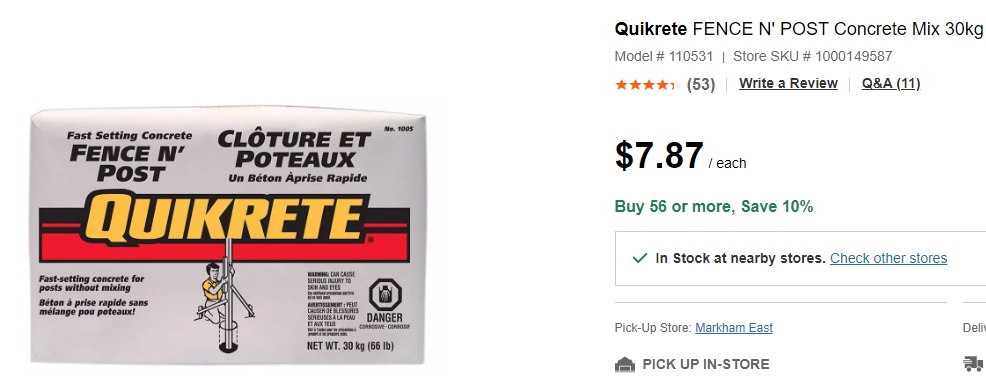 Quikrete FENCE N' POST Concrete Mix 30kg
Model # 110531 | Store SKU # 1000149587
(53) | Write a Review | Q&A (11)
$7.87 / each
Buy 56 or more, Save 10%
In Stock at nearby stores. Check other stores
Pick-Up Store: Markham East
Deliv
PICK UP IN-STORE
No. 1005
Fast Setting Concrete
FENCE N'
POST
CLÔTURE ET
POTEAUX
Un Béton Àprise Rapide
QUIKRETE®
Fast-setting concrete for
posts without mixing
Béton à prise rapide sans
mélange pou poteaux!
WARNING: CAN CAUSE
SERIOUS INJURY TO
SKIN AND EYES
AVERTISSEMENT: PEUT
CAUSER DE BLESSURES
SÉRIEUSES À LA PEAU
ET AUX YEUX
DANGER
CORROSIVE-CORROSIF
NET WT. 30 kg (66 lb)